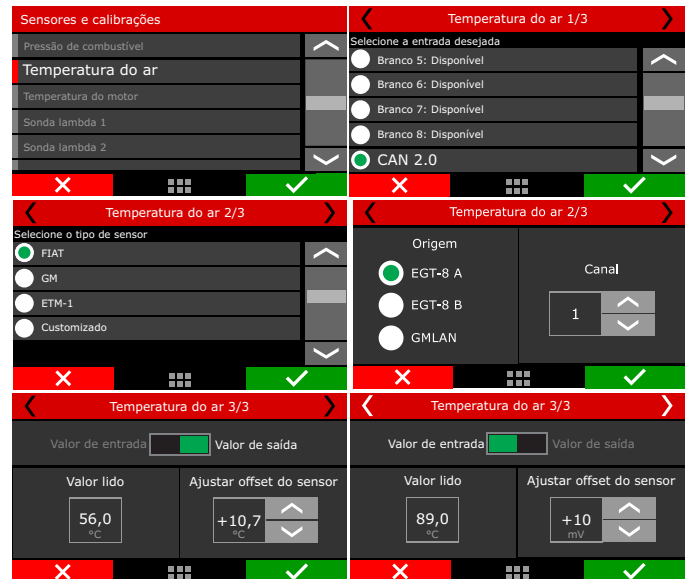 Sensores e calibrações
Pressão de combustível
Temperatura do ar
Temperatura do motor
Sonda lambda 1
Sonda lambda 2
Temperatura do ar 1/3
Selecione a entrada desejada
Branco 5: Disponível
Branco 6: Disponível
Branco 7: Disponível
Branco 8: Disponível
CAN 2.0
Temperatura do ar 2/3
Selecione o tipo de sensor
FIAT
GM
ETM-1
Customizado
Temperatura do ar 2/3
Origem
EGT-8 A
EGT-8 B
GMLAN
Canal
1
Temperatura do ar 3/3
Valor de entrada Valor de saída
Valor lido
56,0
°C
Ajustar offset do sensor
+10,7
°C
Temperatura do ar 3/3
Valor de entrada Valor de saída
Valor lido
89,0
°C
Ajustar offset do sensor
+10
mV